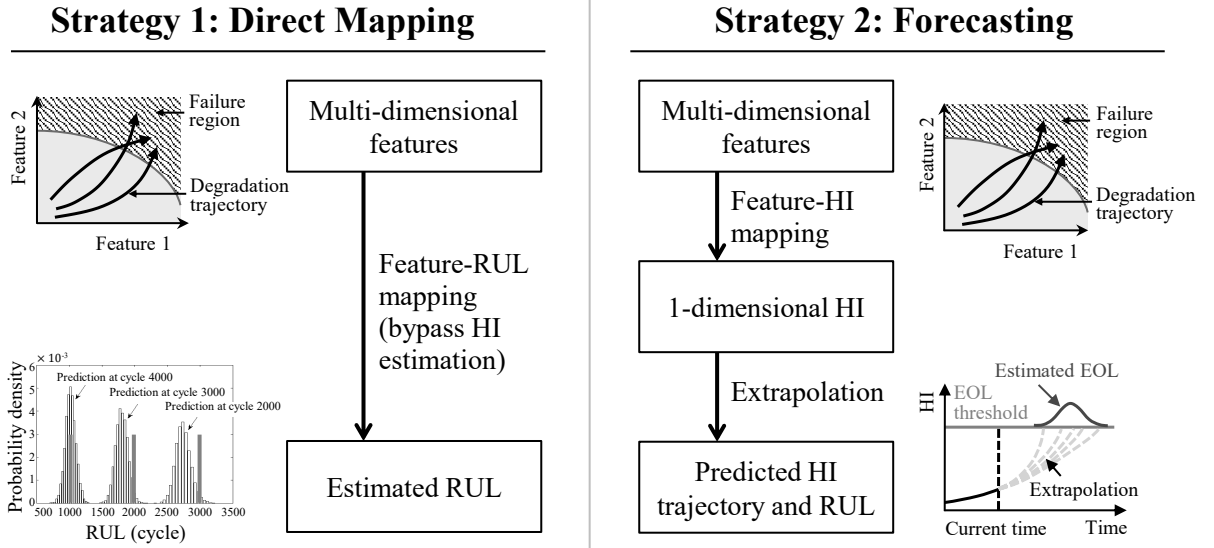 Strategy 1: Direct Mapping
Feature 2
Failure
region
Degradation
trajectory
Feature 1
Multi-dimensional
features
Feature-RUL
mapping
(bypass HI
estimation)
Estimated RUL
× 10⁻³
Probability density
6
5
4
3
2
1
0
Prediction at cycle 4000
Prediction at cycle 3000
Prediction at cycle 2000
500 1000 1500 2000 2500 3000 3500
RUL (cycle)
Strategy 2: Forecasting
Multi-dimensional
features
Feature-HI
mapping
1-dimensional HI
Extrapolation
Predicted HI
trajectory and RUL
Feature 2
Failure
region
Degradation
trajectory
Feature 1
HI
Estimated EOL
EOL
threshold
Extrapolation
Current time
Time